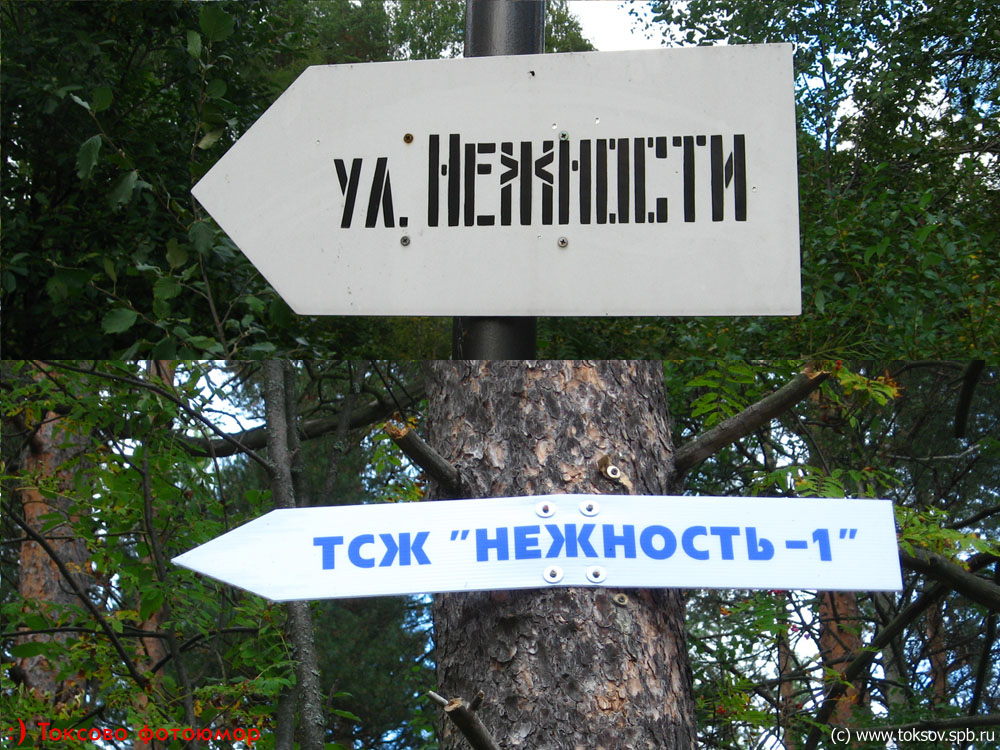 ул. Нежности
ТСЖ "НЕЖНОСТЬ-1"
:) Токсово фотоюмор
(c) www.toksov.spb.ru